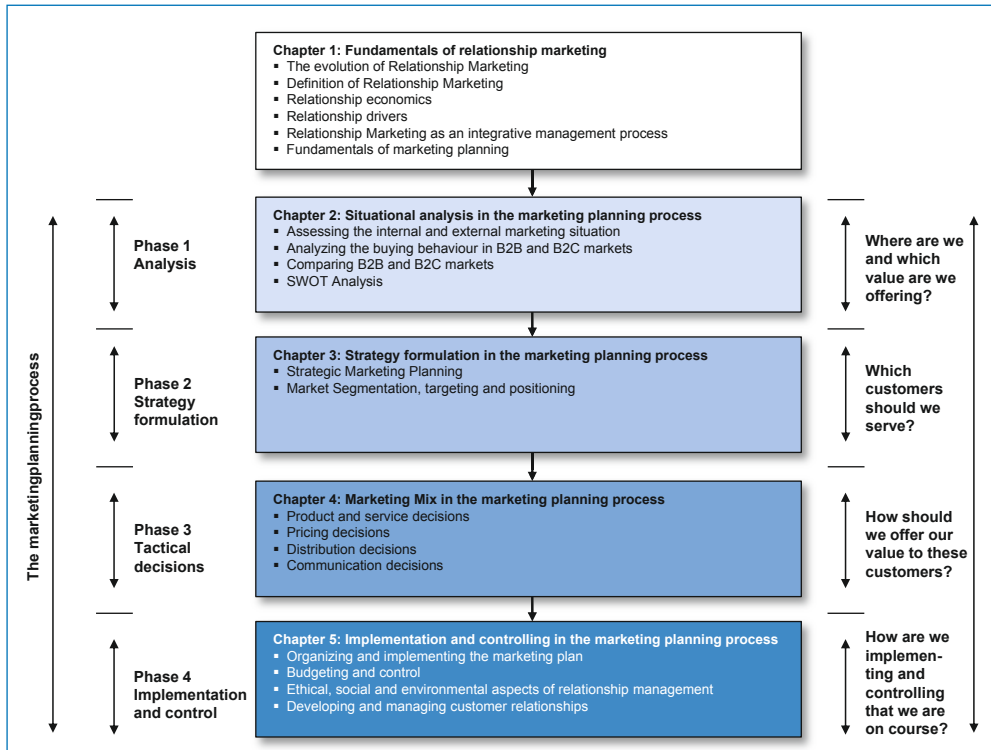 Chapter 1: Fundamentals of relationship marketing
▪ The evolution of Relationship Marketing
▪ Definition of Relationship Marketing
▪ Relationship economics
▪ Relationship drivers
▪ Relationship Marketing as an integrative management process
▪ Fundamentals of marketing planning
The marketingplanningprocess
Phase 1
Analysis
Chapter 2: Situational analysis in the marketing planning process
▪ Assessing the internal and external marketing situation
▪ Analyzing the buying behaviour in B2B and B2C markets
▪ Comparing B2B and B2C markets
▪ SWOT Analysis
Where are we
and which
value are we
offering?
Phase 2
Strategy
formulation
Chapter 3: Strategy formulation in the marketing planning process
▪ Strategic Marketing Planning
▪ Market Segmentation, targeting and positioning
Which
customers
should we
serve?
Phase 3
Tactical
decisions
Chapter 4: Marketing Mix in the marketing planning process
▪ Product and service decisions
▪ Pricing decisions
▪ Distribution decisions
▪ Communication decisions
How should
we offer our
value to these
customers?
Phase 4
Implementation
and control
Chapter 5: Implementation and controlling in the marketing planning process
▪ Organizing and implementing the marketing plan
▪ Budgeting and control
▪ Ethical, social and environmental aspects of relationship management
▪ Developing and managing customer relationships
How are we
implemen-
ting and
controlling
that we are
on course?